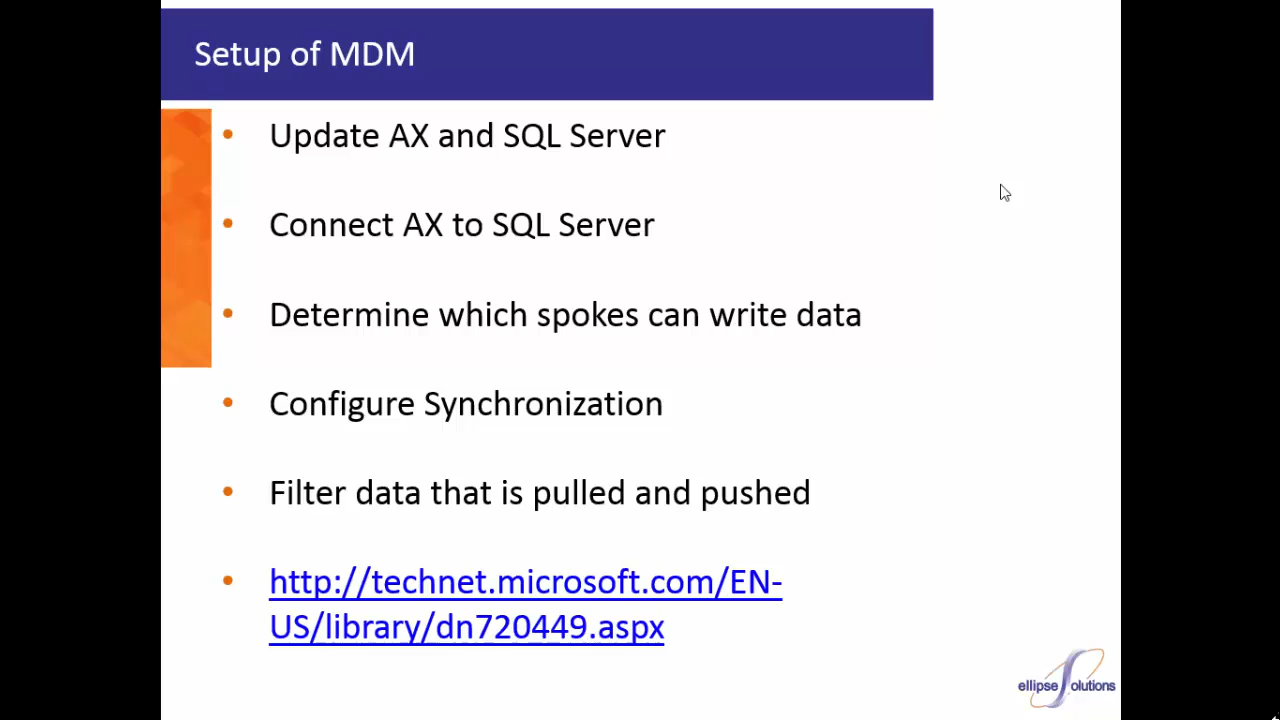 Setup of MDM
• Update AX and SQL Server
• Connect AX to SQL Server
• Determine which spokes can write data
• Configure Synchronization
• Filter data that is pulled and pushed
• http://technet.microsoft.com/EN-
US/library/dn720449.aspx
ellipse Solutions